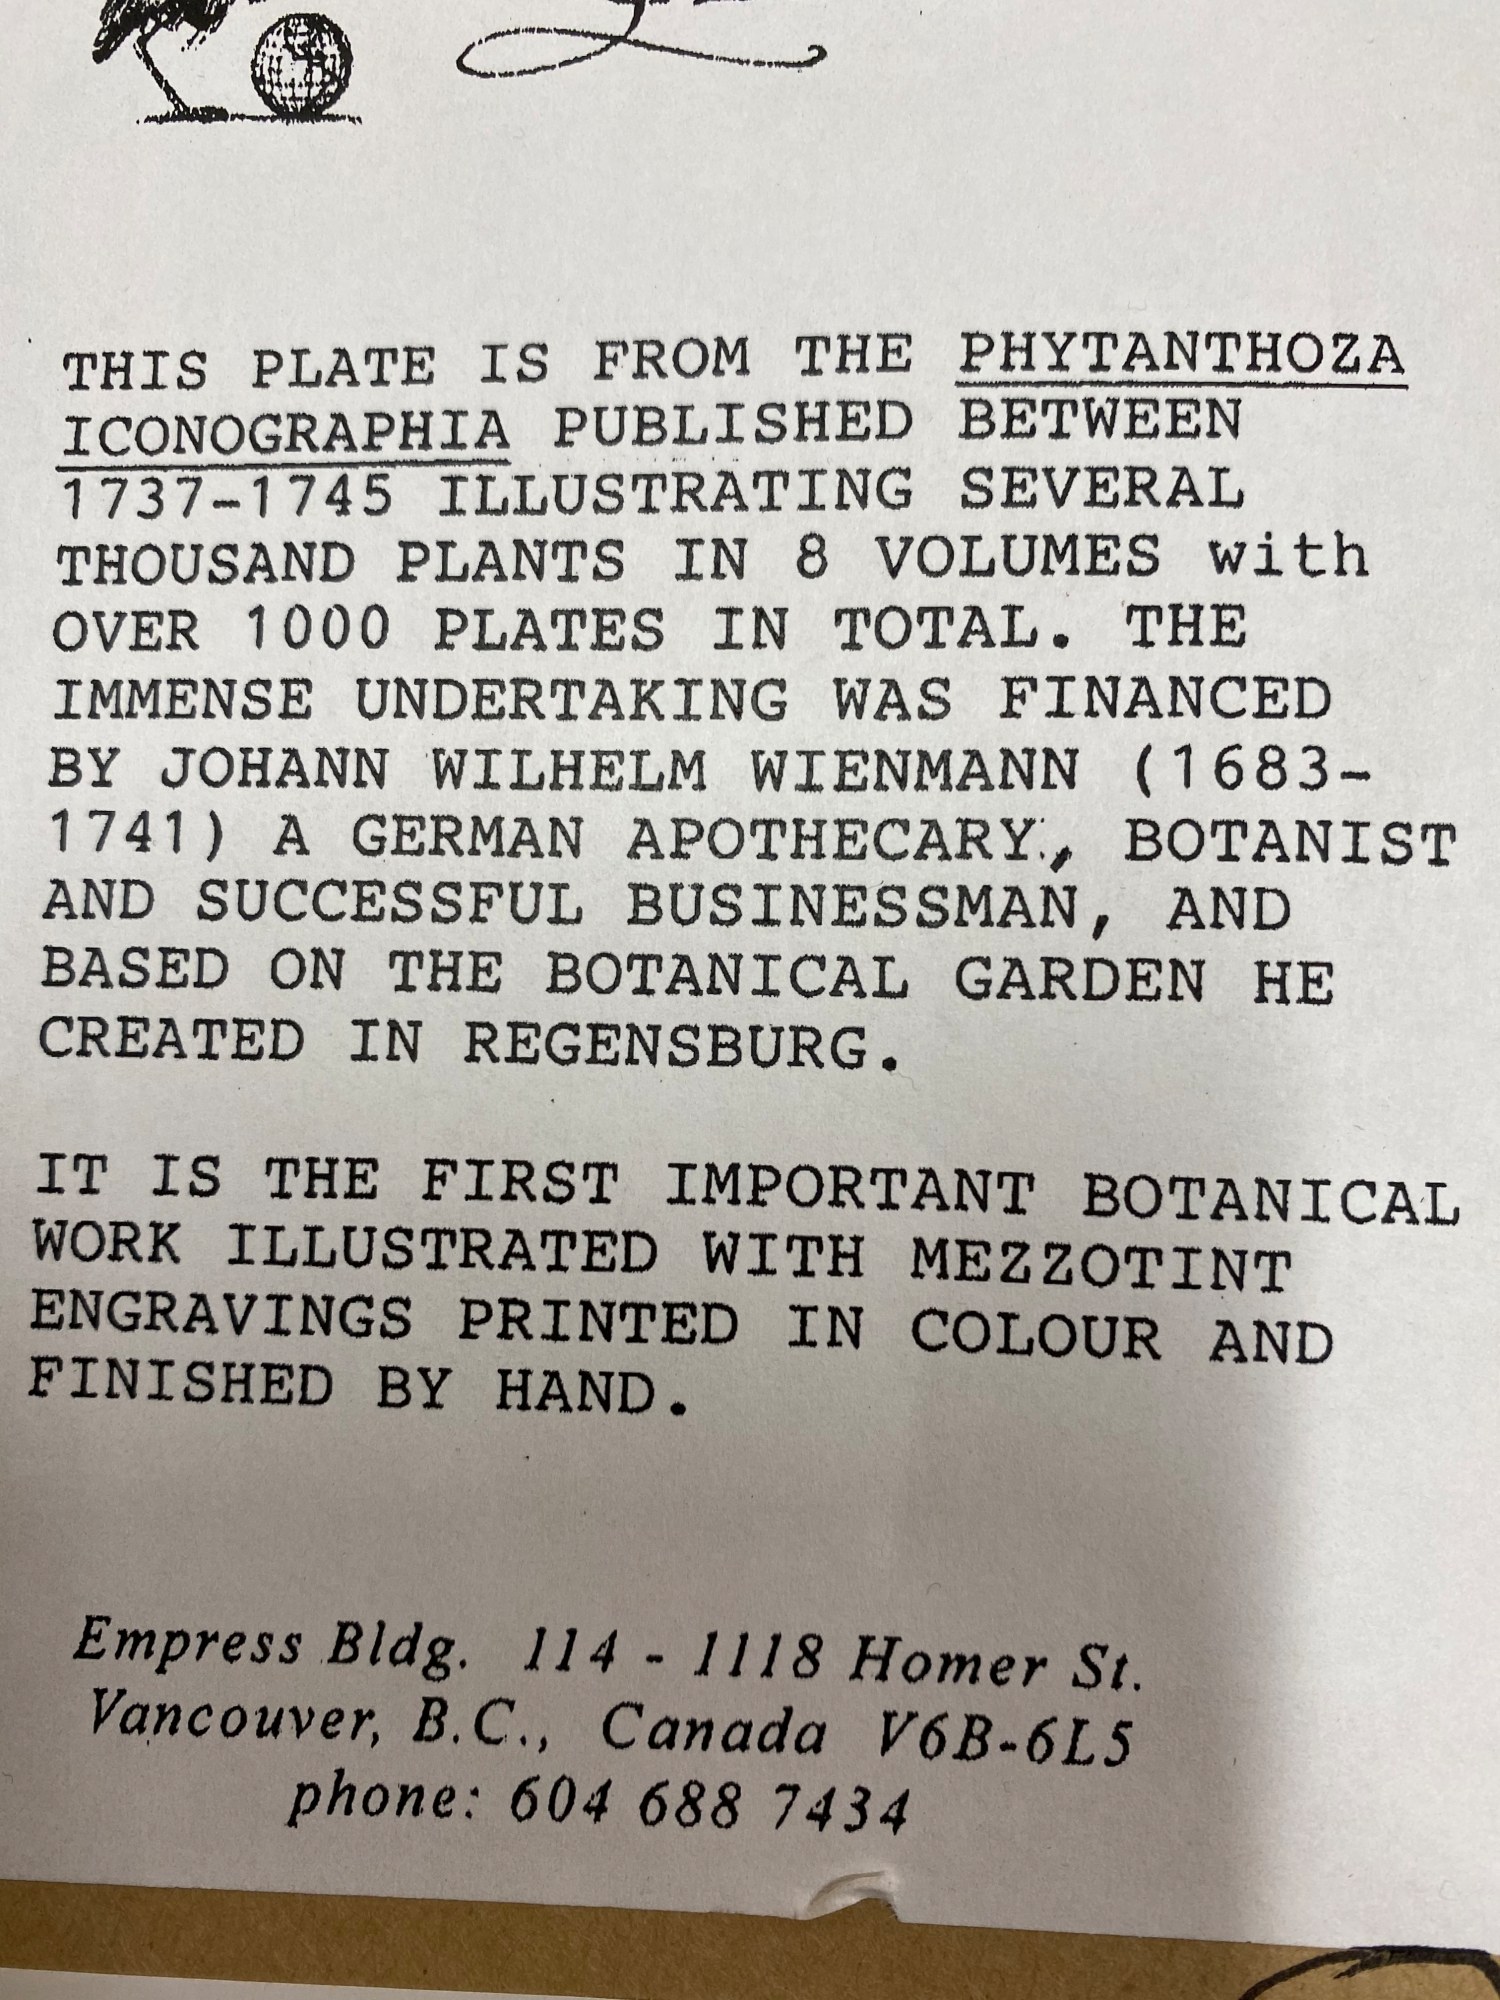 THIS PLATE IS FROM THE PHYTANTHOZA
ICONOGRAPHIA PUBLISHED BETWEEN
1737-1745 ILLUSTRATING SEVERAL
THOUSAND PLANTS IN 8 VOLUMES with
OVER 1000 PLATES IN TOTAL. THE
IMMENSE UNDERTAKING WAS FINANCED
BY JOHANN WILHELM WIENMANN (1683-
1741) A GERMAN APOTHECARY, BOTANIST
AND SUCCESSFUL BUSINESSMAN, AND
BASED ON THE BOTANICAL GARDEN HE
CREATED IN REGENSBURG.
IT IS THE FIRST IMPORTANT BOTANICAL
WORK ILLUSTRATED WITH MEZZOTINT
ENGRAVINGS PRINTED IN COLOUR AND
FINISHED BY HAND.
Empress Bldg. 114 - 1118 Homer St.
Vancouver, B.C., Canada V6B-6L5
phone: 604 688 7434